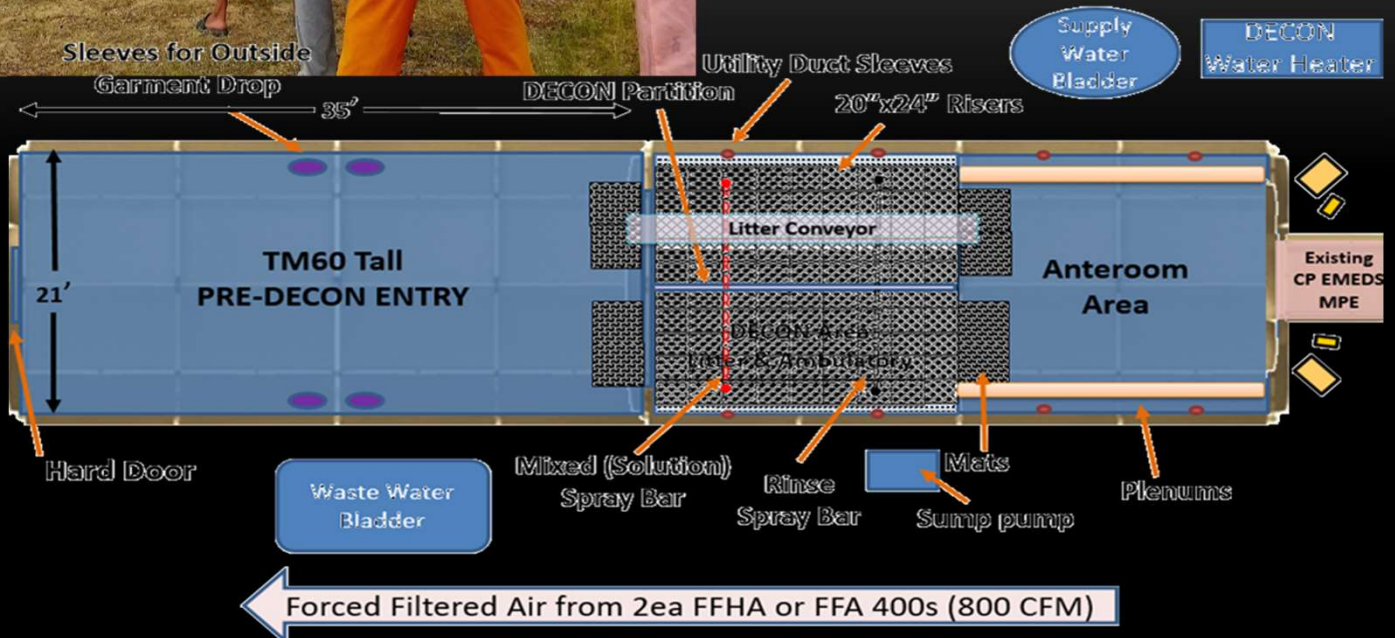 Supply
Water
Bladder
DECON
Water Heater
Sleeves for Outside
Garment Drop
Utility Duct Sleeves
DECON Partition
20”x24” Risers
35′
Litter Conveyor
TM60 Tall
PRE-DECON ENTRY
21′
Anteroom
Area
Existing
CP EMEDS
MPE
DECON Area
Litter & Ambulatory
Hard Door
Waste Water
Bladder
Mixed (Solution)
Spray Bar
Rinse
Spray Bar
Mats
Sump pump
Plenums
Forced Filtered Air from 2ea FFHA or FFA 400s (800 CFM)